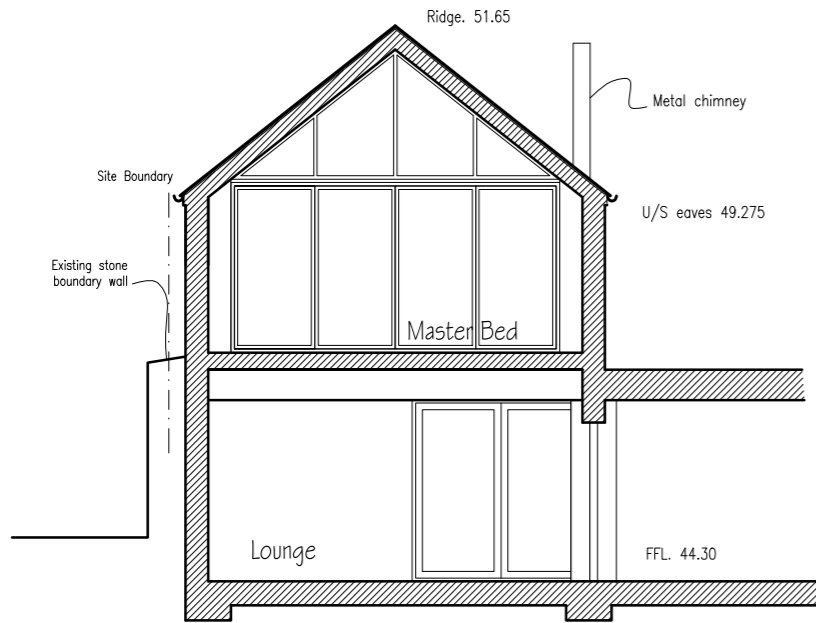 Ridge. 51.65
Metal chimney
Site Boundary
U/S eaves 49.275
Existing stone
boundary wall
Master Bed
Lounge
FFL. 44.30